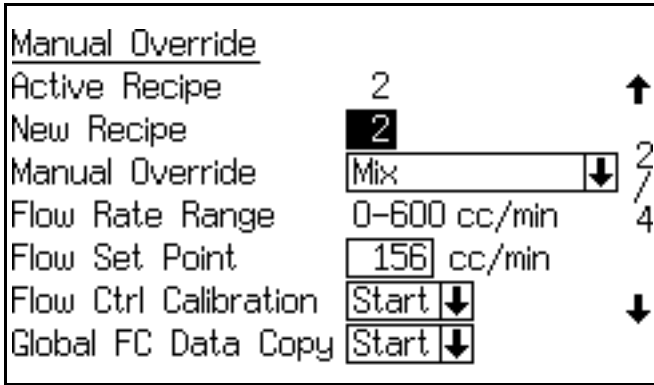 Manual Override
Active Recipe 2
New Recipe 2
Manual Override Mix
Flow Rate Range 0-600 cc/min
Flow Set Point 156 cc/min
Flow Ctrl Calibration Start
Global FC Data Copy Start
2/4